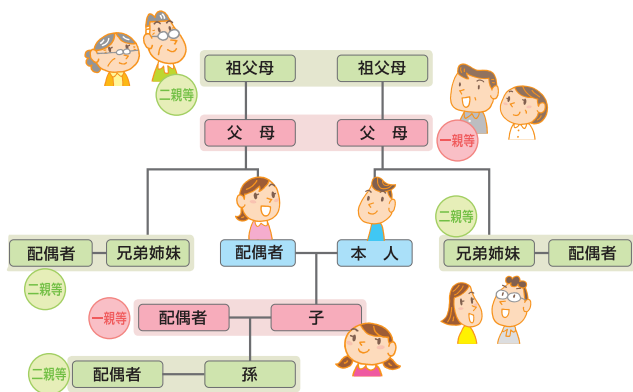 祖父母
祖父母
二親等
父 母
父 母
一親等
二親等
配偶者
兄弟姉妹
配偶者
本 人
兄弟姉妹
配偶者
二親等
一親等
配偶者
子
二親等
配偶者
孫